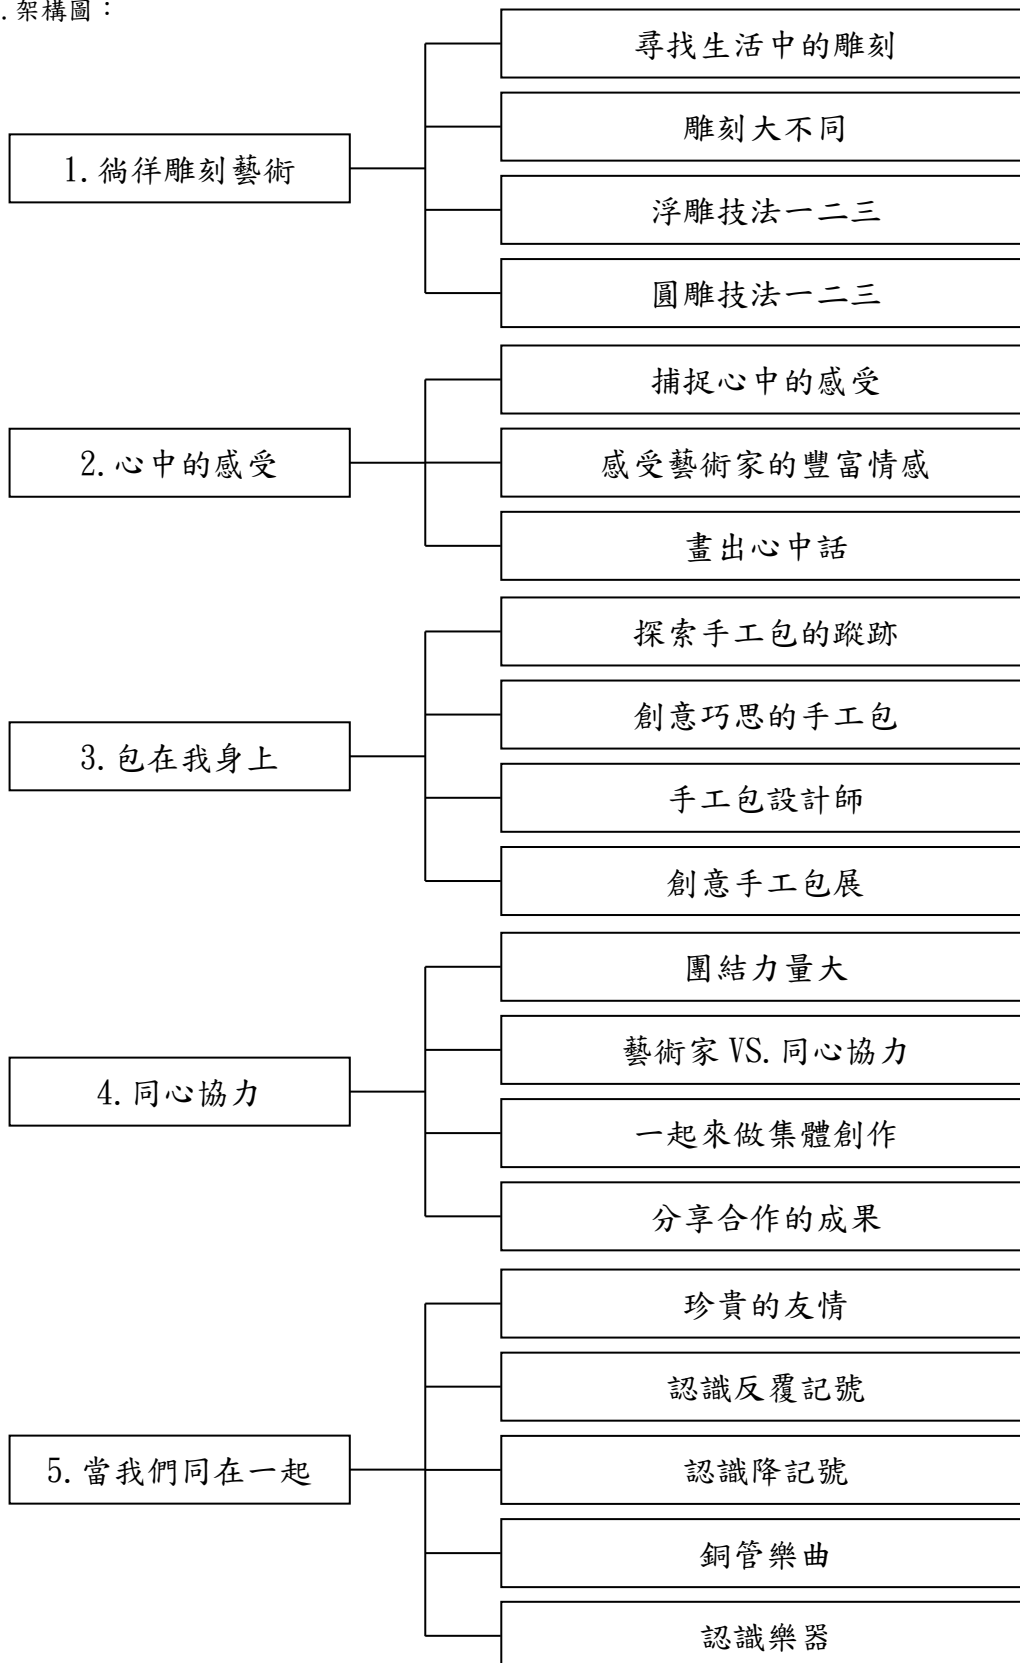 .架構圖：
1.徜徉雕刻藝術
尋找生活中的雕刻
雕刻大不同
浮雕技法一二三
圓雕技法一二三
2.心中的感受
捕捉心中的感受
感受藝術家的豐富情感
畫出心中話
3.包在我身上
探索手工包的蹤跡
創意巧思的手工包
手工包設計師
創意手工包展
4.同心協力
團結力量大
藝術家 VS.同心協力
一起來做集體創作
分享合作的成果
5.當我們同在一起
珍貴的友情
認識反覆記號
認識降記號
銅管樂曲
認識樂器